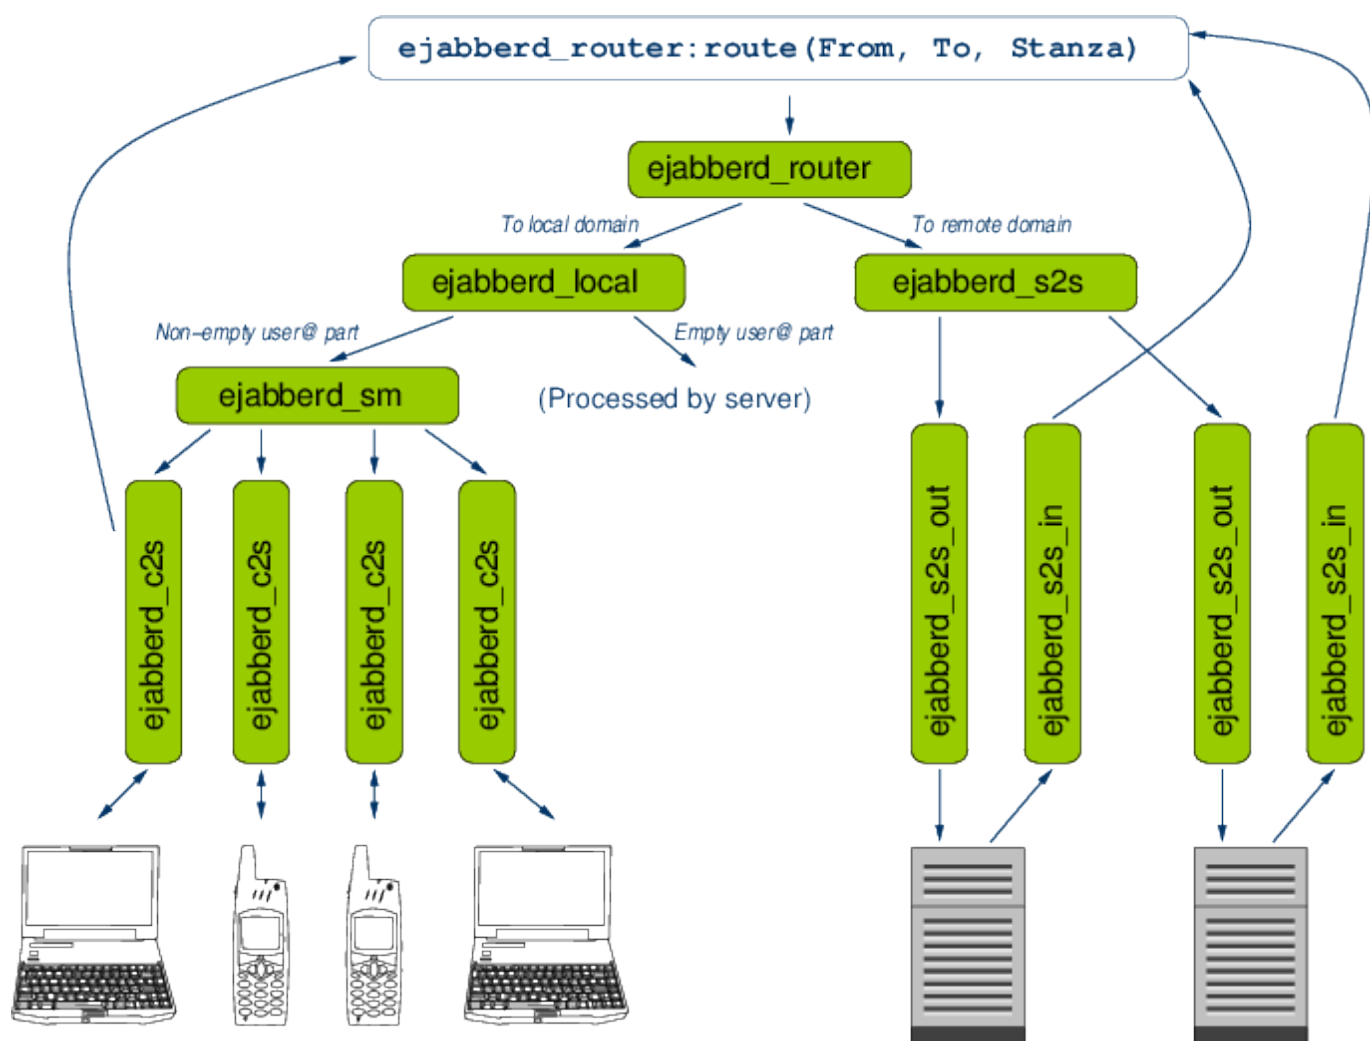 ejabberd_router:route(From, To, Stanza)
ejabberd_router
To local domain
To remote domain
ejabberd_local
ejabberd_s2s
Non-empty user@ part
Empty user@ part
ejabberd_sm
(Processed by server)
ejabberd_c2s
ejabberd_c2s
ejabberd_c2s
ejabberd_c2s
ejabberd_s2s_out
ejabberd_s2s_in
ejabberd_s2s_out
ejabberd_s2s_in